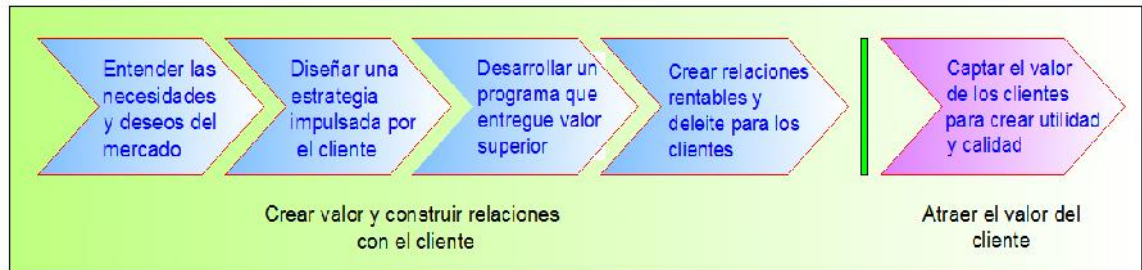 Entender las
necesidades
y deseos del
mercado
Diseñar una
estrategia
impulsada por
el cliente
Desarrollar un
programa que
entregue valor
superior
Crear relaciones
rentables y
deleite para los
clientes
Captar el valor
de los clientes
para crear utilidad
y calidad
Crear valor y construir relaciones
con el cliente
Atraer el valor del
cliente